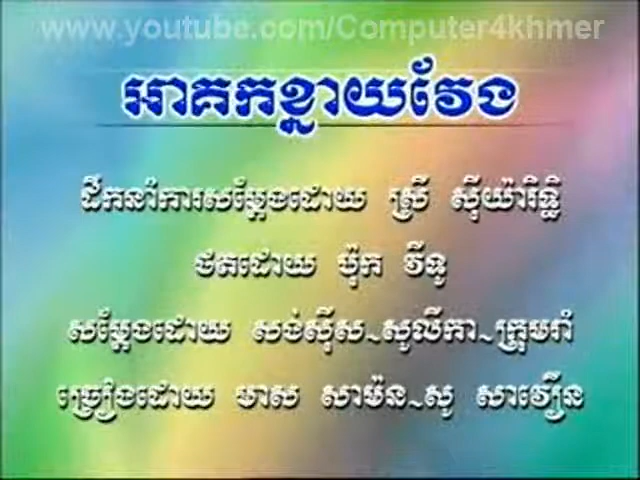 www.youtube.com/Computer4khmer
អាគកខ្នាយវែង
ដឹកនាំការសម្ដែងដោយ ស្រី ស៊ីយ៉ារិទ្ធិ
ថតដោយ ប៉ុក វីទូ
សម្ដែងដោយ សង់ស៊ីស~សូលីកា~ក្រុមរាំ
ច្រៀងដោយ មាស សាម៉ន~សូ សាវឿន